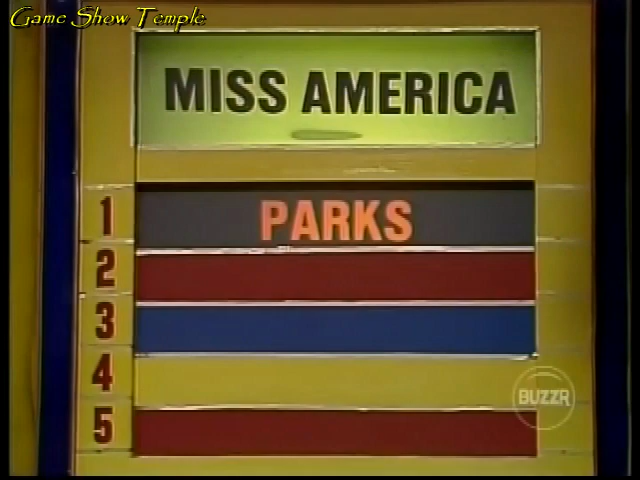 Game Show Temple
MISS AMERICA
1 PARKS
2
3
4
5
BUZZR